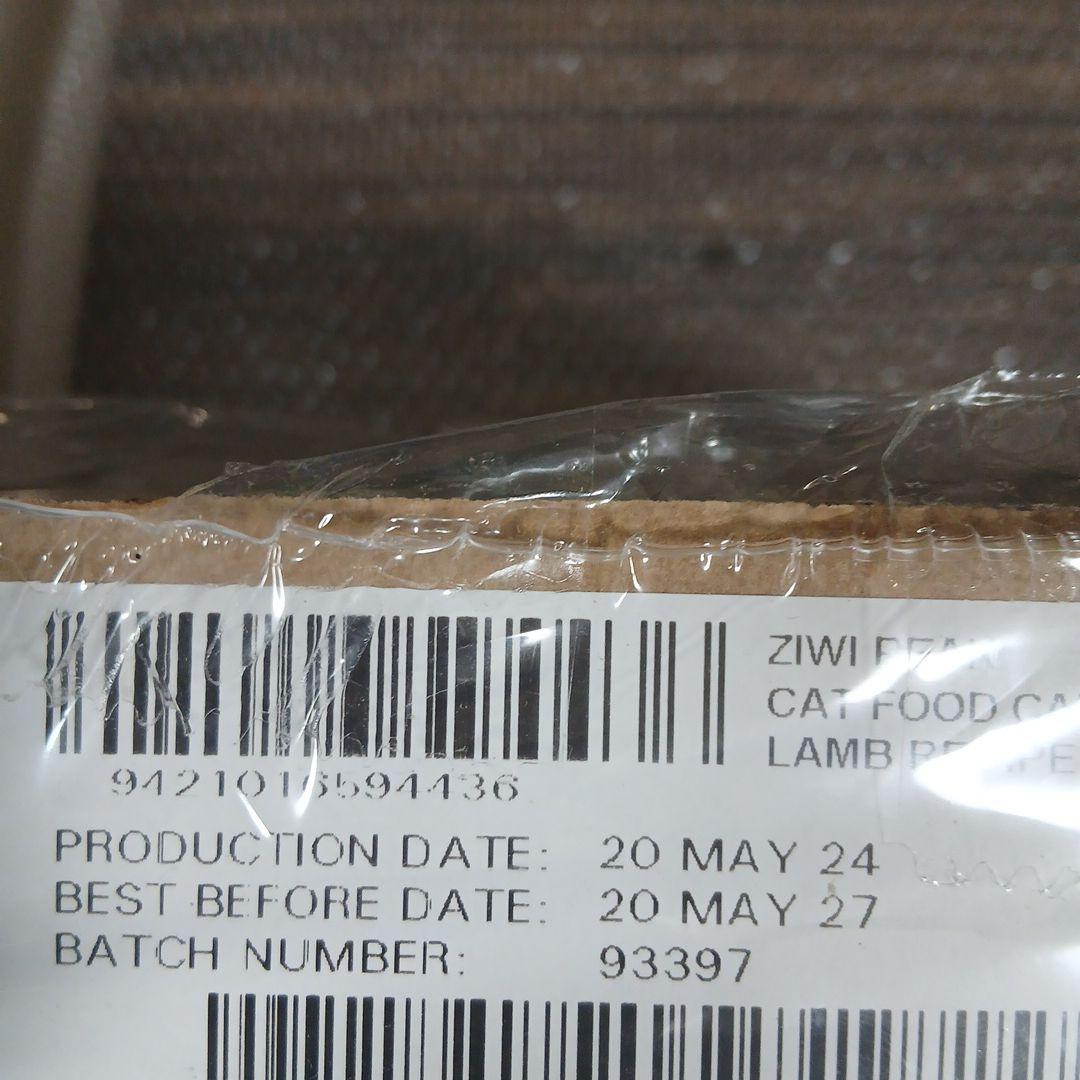 ZIWI
CAT FOOD
LAMB
9421016594436
PRODUCTION DATE: 20 MAY 24
BEST BEFORE DATE: 20 MAY 27
BATCH NUMBER: 93397